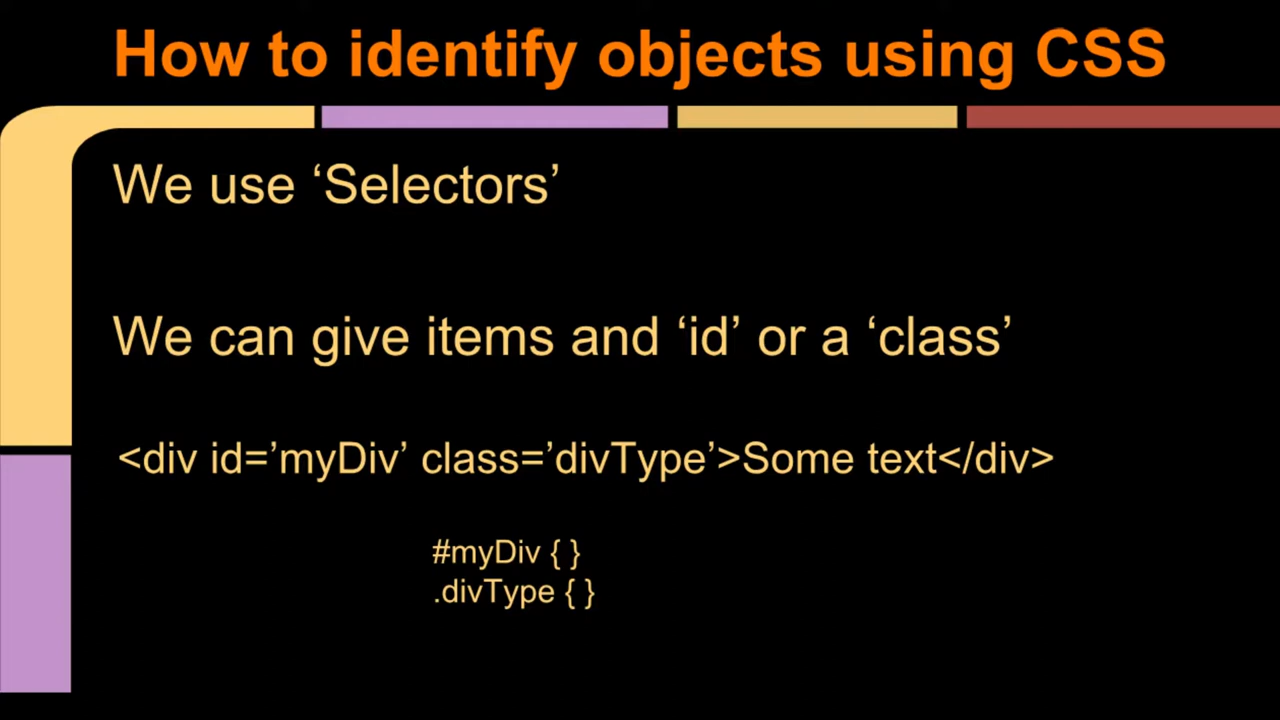 How to identify objects using CSS
We use ‘Selectors’
We can give items and ‘id’ or a ‘class’
<div id=’myDiv’ class=’divType’>Some text</div>
#myDiv { }
.divType { }